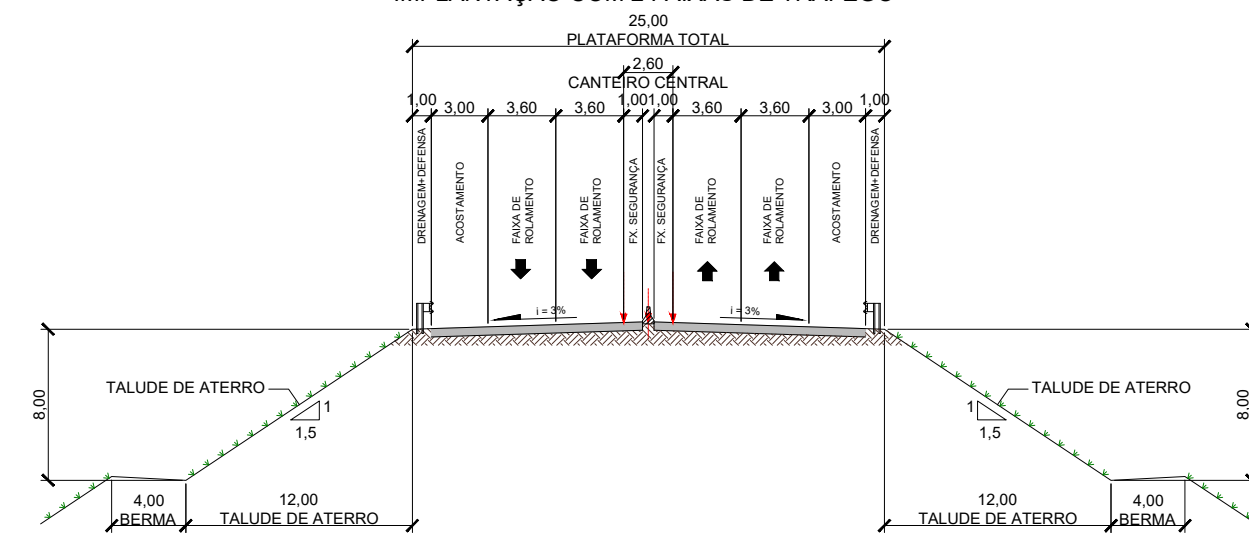 25,00
PLATAFORMA TOTAL
2,60
CANTEIRO CENTRAL
1,00 3,00 3,60 3,60 1,00 1,00 3,60 3,60 3,00 1,00
DRENAGEM+DEFENSA
ACOSTAMENTO
FAIXA DE
ROLAMENTO
FAIXA DE
ROLAMENTO
FX. SEGURANÇA
FX. SEGURANÇA
FAIXA DE
ROLAMENTO
FAIXA DE
ROLAMENTO
ACOSTAMENTO
DRENAGEM+DEFENSA
i = 3% i = 3%
TALUDE DE ATERRO
1
1,5
8,00
TALUDE DE ATERRO
1
1,5
8,00
4,00
BERMA
12,00
TALUDE DE ATERRO
12,00
TALUDE DE ATERRO
4,00
BERMA